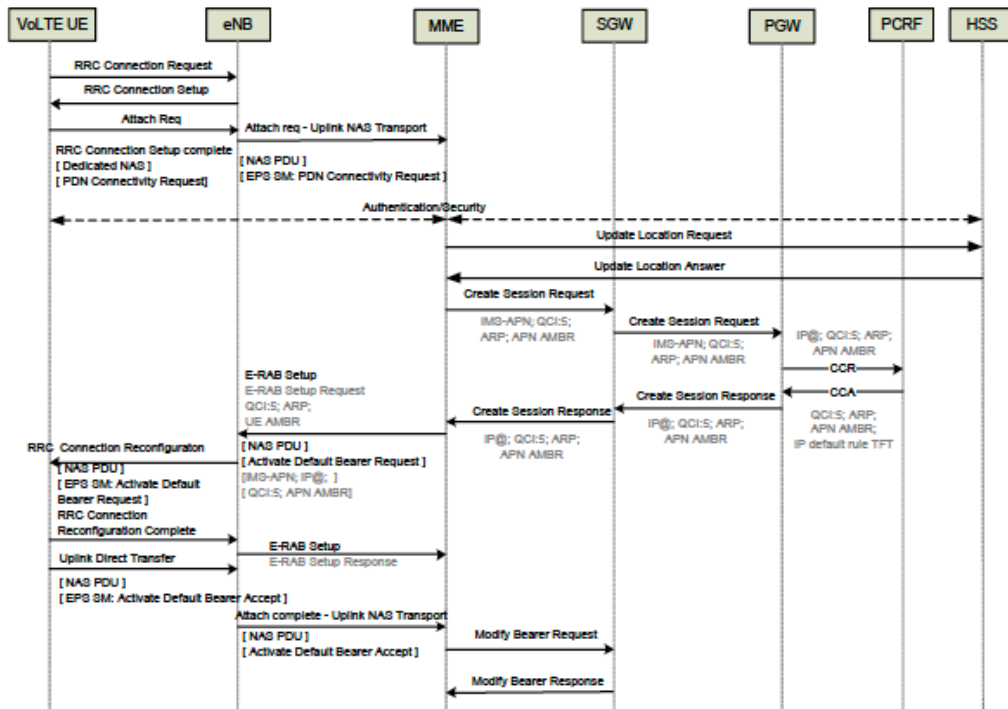 VoLTE UE
eNB
MME
SGW
PGW
PCRF
HSS
RRC Connection Request
RRC Connection Setup
Attach Req
Attach req - Uplink NAS Transport
RRC Connection Setup complete
[ Dedicated NAS ]
[ PDN Connectivity Request]
[ NAS PDU ]
[ EPS SM: PDN Connectivity Request ]
Authentication/Security
Update Location Request
Update Location Answer
Create Session Request
IMS-APN; QCI:5;
ARP; APN AMBR
Create Session Request
IMS-APN; QCI:5;
ARP; APN AMBR
IP@; QCI:5; ARP;
APN AMBR
CCR
CCA
QCI:5; ARP;
APN AMBR;
IP default rule TFT
Create Session Response
IP@; QCI:5; ARP;
APN AMBR
Create Session Response
IP@; QCI:5; ARP;
APN AMBR
E-RAB Setup
E-RAB Setup Request
QCI:5; ARP;
UE AMBR
[ NAS PDU ]
[ Activate Default Bearer Request ]
[IMS-APN; IP@; ]
[ QCI:5; APN AMBR]
RRC Connection Reconfiguraton
[ NAS PDU ]
[ EPS SM: Activate Default
Bearer Request ]
RRC Connection
Reconfiguration Complete
E-RAB Setup
E-RAB Setup Response
Uplink Direct Transfer
[ NAS PDU ]
[ EPS SM: Activate Default Bearer Accept ]
Attach complete - Uplink NAS Transport
[ NAS PDU ]
[ Activate Default Bearer Accept ]
Modify Bearer Request
Modify Bearer Response